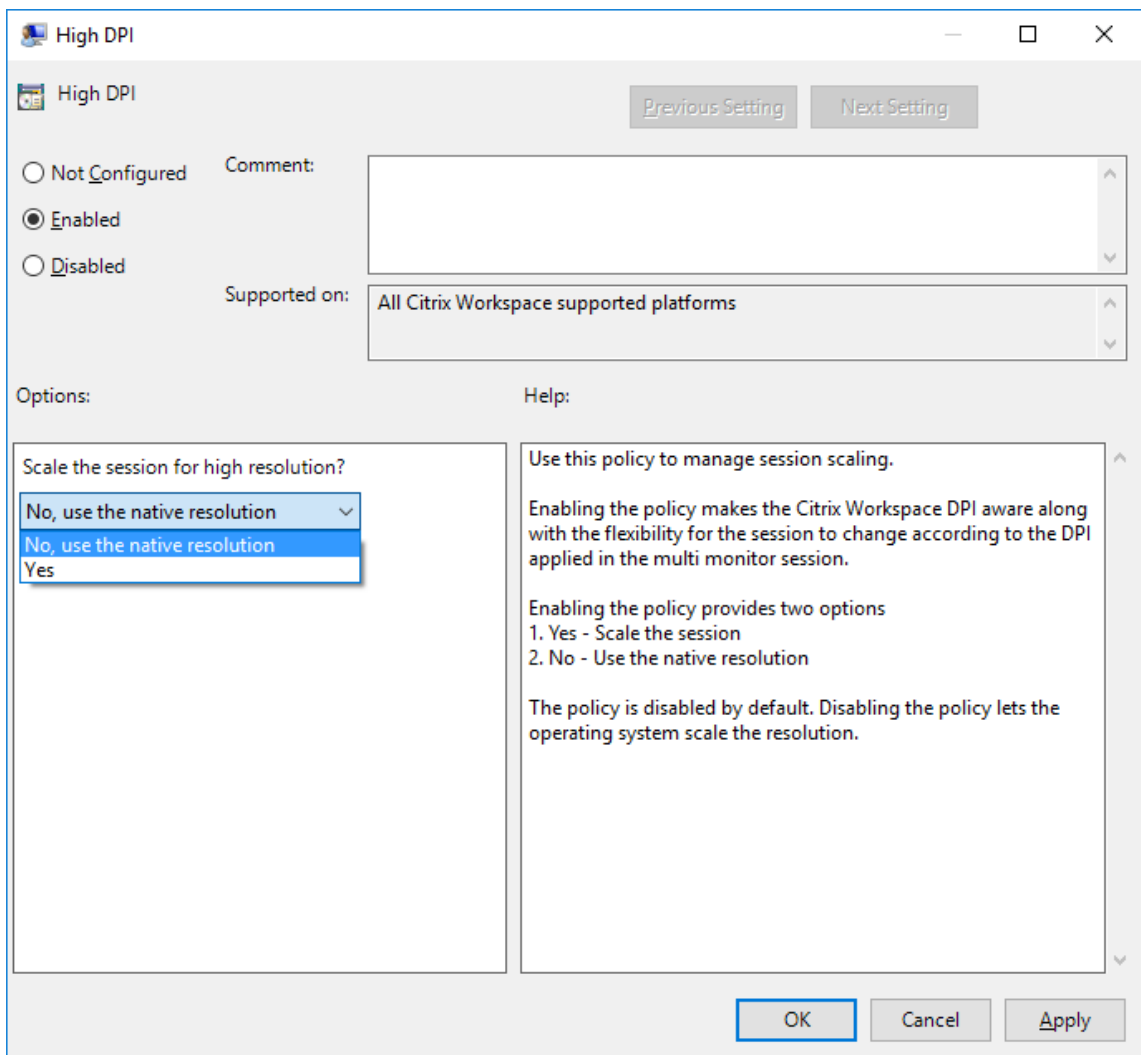 High DPI
High DPI
Previous Setting
Next Setting
Not Configured
Comment:
Enabled
Disabled
Supported on:
All Citrix Workspace supported platforms
Options:
Help:
Scale the session for high resolution?
No, use the native resolution
No, use the native resolution
Yes
Use this policy to manage session scaling.
Enabling the policy makes the Citrix Workspace DPI aware along
with the flexibility for the session to change according to the DPI
applied in the multi monitor session.
Enabling the policy provides two options
1. Yes - Scale the session
2. No - Use the native resolution
The policy is disabled by default. Disabling the policy lets the
operating system scale the resolution.
OK
Cancel
Apply